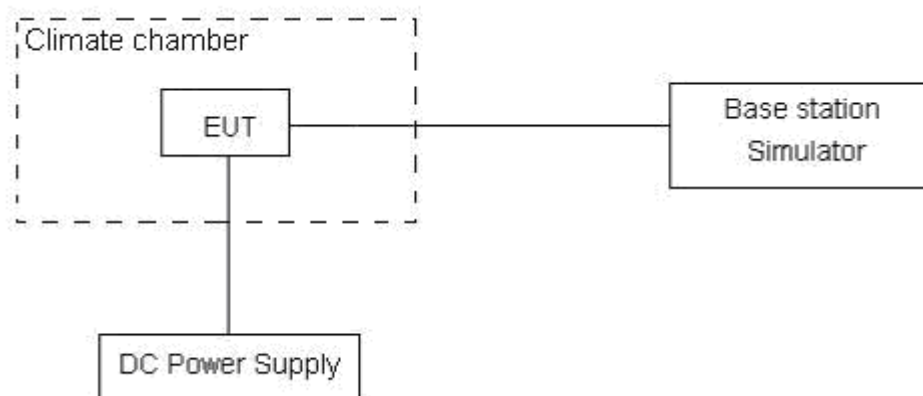 Climate chamber
EUT
Base station
Simulator
DC Power Supply